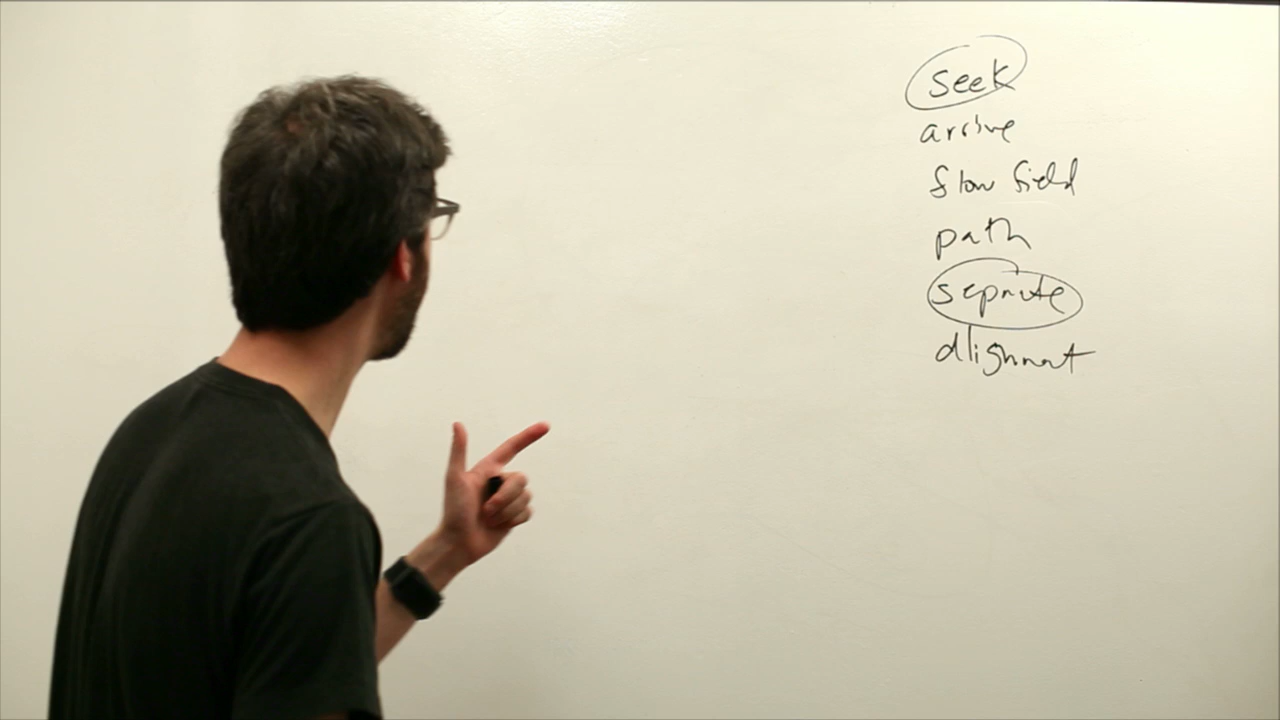 seek
arrive
flow field
path
separate
alignment